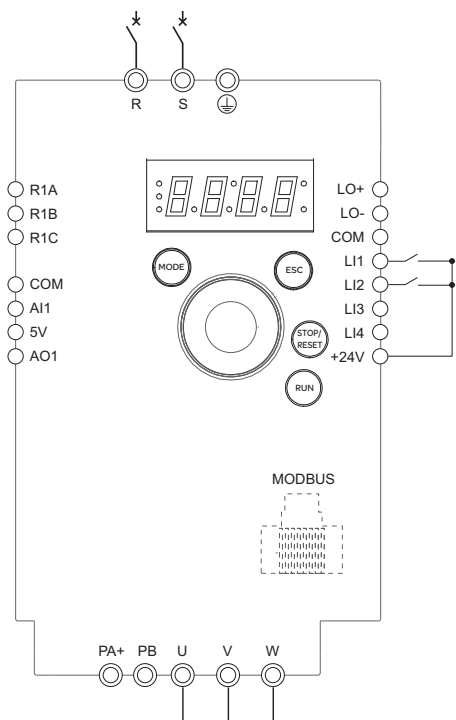 R S
R1A
R1B
R1C
COM
AI1
5V
AO1
LO+
LO-
COM
LI1
LI2
LI3
LI4
+24V
MODE
ESC
STOP/
RESET
RUN
MODBUS
PA+ PB U V W